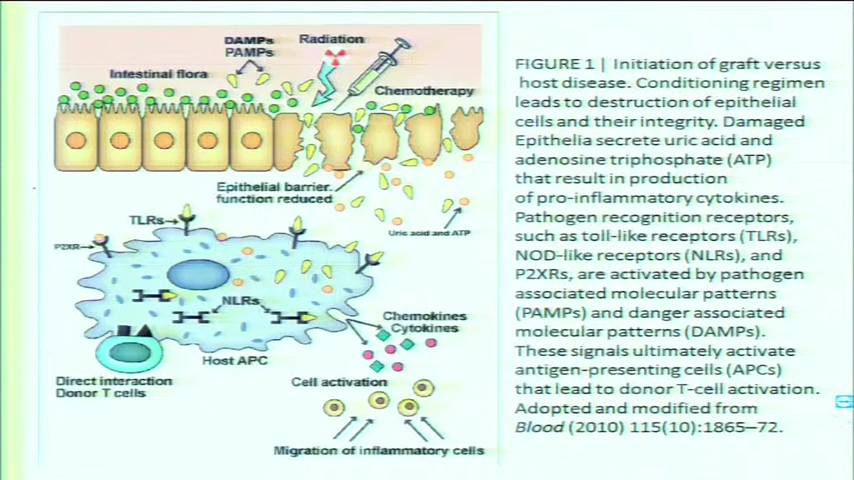 DAMPs
PAMPs
Radiation
Intestinal flora
Chemotherapy
Epithelial barrier.
function reduced
Uric acid and ATP
TLRs
P2XR
NLRs
Host APC
Chemokines
Cytokines
Direct interaction
Donor T cells
Cell activation
Migration of inflammatory cells
FIGURE 1 | Initiation of graft versus
host disease. Conditioning regimen
leads to destruction of epithelial
cells and their integrity. Damaged
Epithelia secrete uric acid and
adenosine triphosphate (ATP)
that result in production
of pro-inflammatory cytokines.
Pathogen recognition receptors,
such as toll-like receptors (TLRs),
NOD-like receptors (NLRs), and
P2XRs, are activated by pathogen
associated molecular patterns
(PAMPs) and danger associated
molecular patterns (DAMPs).
These signals ultimately activate
antigen-presenting cells (APCs)
that lead to donor T-cell activation.
Adopted and modified from
Blood (2010) 115(10):1865–72.